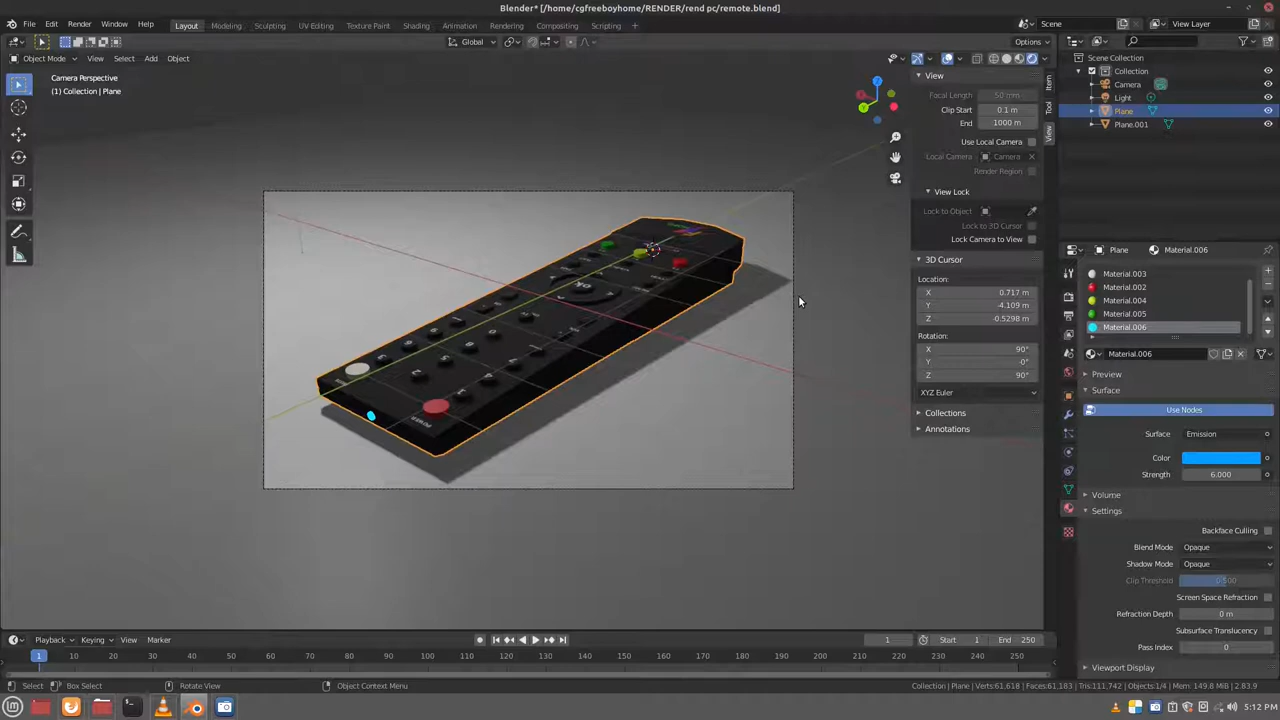 Blender* [/home/cgfreeboyhome/RENDER/rend pc/remote.blend]
File Edit Render Window Help Layout Modeling Sculpting UV Editing Texture Paint Shading Animation Rendering Compositing Scripting Scene View Layer
Global Options
Object Mode View Select Add Object
Camera Perspective
(1) Collection | Plane
View
Focal Length 50 mm
Clip Start 0.1 m
End 1000 m
Use Local Camera
Local Camera Camera
Render Region
View Lock
Lock to Object
Lock to 3D Cursor
Lock Camera to View
3D Cursor
Location:
X 0.717 m
Y -4.109 m
Z -0.5298 m
Rotation:
X 90°
Y -0°
Z 90°
XYZ Euler
Collections
Annotations
Item
Tool
View
Scene Collection
Collection
Camera
Light
Plane
Plane.001
Plane Material.006
Material.003
Material.002
Material.004
Material.005
Material.006
Material.006
Preview
Surface
Use Nodes
Surface Emission
Color
Strength 6.000
Volume
Settings
Backface Culling
Blend Mode Opaque
Shadow Mode Opaque
Clip Threshold 0.500
Screen Space Refraction
Refraction Depth 0 m
Subsurface Translucency
Pass Index 0
Viewport Display
Ok
POWER
Playback Keying View Marker 1 Start 1 End 250
1 10 20 30 40 50 60 70 80 90 100 110 120 130 140 150 160 170 180 190 200 210 220 230 240 250
Select Box Select Rotate View Object Context Menu Collection | Plane | Verts:61,618 | Faces:61,183 | Tris:111,742 | Objects:1/4 | Mem: 149.8 MiB | 2.83.9
5:12 PM